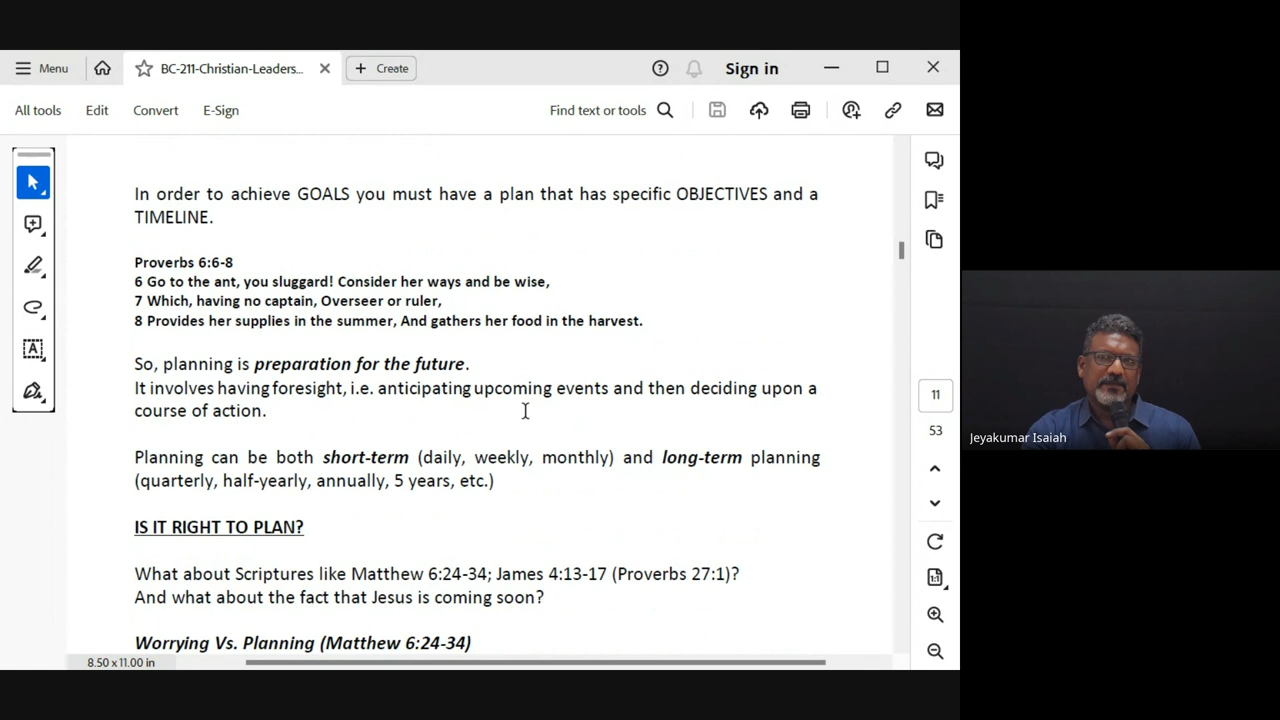 Menu
BC-211-Christian-Leaders...
Create
Sign in
All tools
Edit
Convert
E-Sign
Find text or tools
In order to achieve GOALS you must have a plan that has specific OBJECTIVES and a
TIMELINE.
Proverbs 6:6-8
6 Go to the ant, you sluggard! Consider her ways and be wise,
7 Which, having no captain, Overseer or ruler,
8 Provides her supplies in the summer, And gathers her food in the harvest.
So, planning is preparation for the future.
It involves having foresight, i.e. anticipating upcoming events and then deciding upon a
course of action.
Planning can be both short-term (daily, weekly, monthly) and long-term planning
(quarterly, half-yearly, annually, 5 years, etc.)
IS IT RIGHT TO PLAN?
What about Scriptures like Matthew 6:24-34; James 4:13-17 (Proverbs 27:1)?
And what about the fact that Jesus is coming soon?
Worrying Vs. Planning (Matthew 6:24-34)
8.50 x 11.00 in
11
53
1:1
Jeyakumar Isaiah